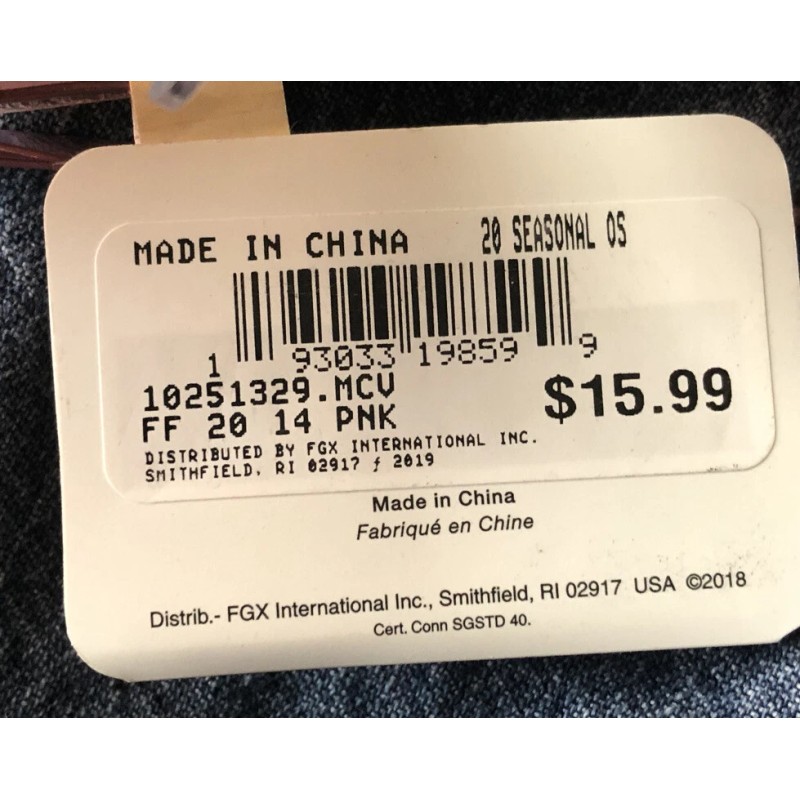 MADE IN CHINA 20 SEASONAL OS
1 93033 19859 9
10251329.MCV
FF 20 14 PNK $15.99
DISTRIBUTED BY FGX INTERNATIONAL INC.
SMITHFIELD, RI 02917 ƒ 2019
Made in China
Fabriqué en Chine
Distrib.- FGX International Inc., Smithfield, RI 02917 USA ©2018
Cert. Conn SGSTD 40.